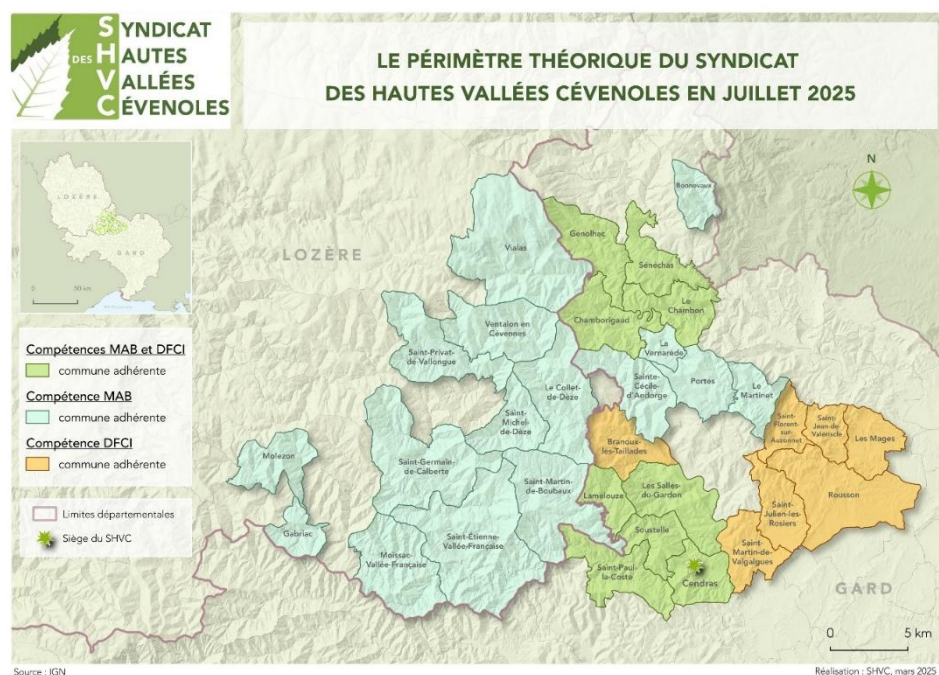 SYNDICAT
DES HAUTES
VALLÉES
CÉVENOLES
LE PÉRIMÈTRE THÉORIQUE DU SYNDICAT
DES HAUTES VALLÉES CÉVENOLES EN JUILLET 2025
N
LOZÈRE
GARD
0 50 km
Compétences MAB et DFCI
commune adhérente
Compétence MAB
commune adhérente
Compétence DFCI
commune adhérente
Limites départementales
Siège du SHVC
LOZÈRE
Bonnevaux
Vialas
Genolhac
Sénéchas
Le
Chambon
Chamborigaud
Ventalon en
Cévennes
Saint-Privat-
de Vallongue
La
Vernarède
Sainte-
Cécile-
d'Andorge
Portes
Le
Martinet
Le Collet-
de-Dèze
Saint-
Michel-
de-Dèze
Branoux-
les-Taillades
Saint-
Florent-
sur-
Auzonnet
Saint-
Jean-de-
Valériscle
Les Mages
Molezon
Saint-Germain-
de-Calberte
Saint-Martin-
de-Boubaux
Lamelouze
Les Salles-
du-Gardon
Rousson
Saint-
Julien-les-
Rosiers
Gabriac
Moissac-
Vallée-Française
Saint-Étienne-
Vallée-Française
Soustelle
Saint-Paul-
la-Coste
Cendras
Saint-
Martin-de-
Valgalgues
GARD
0 5 km
Source : IGN
Réalisation : SHVC, mars 2025